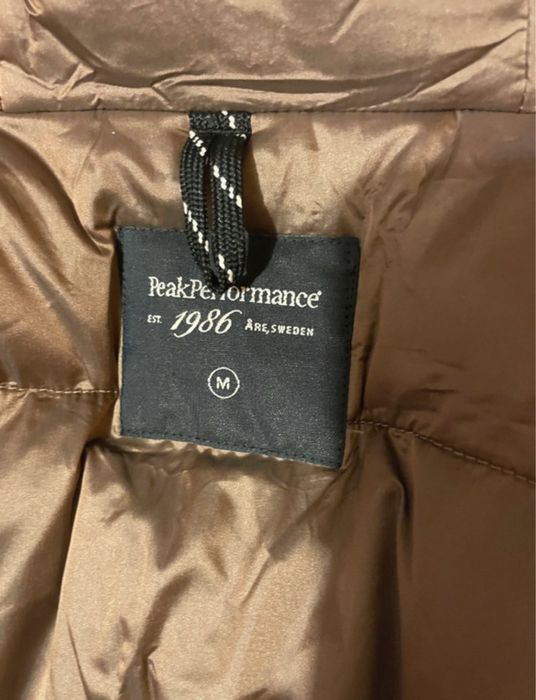 PeakPerformance®
EST. 1986 ÅRE, SWEDEN
M